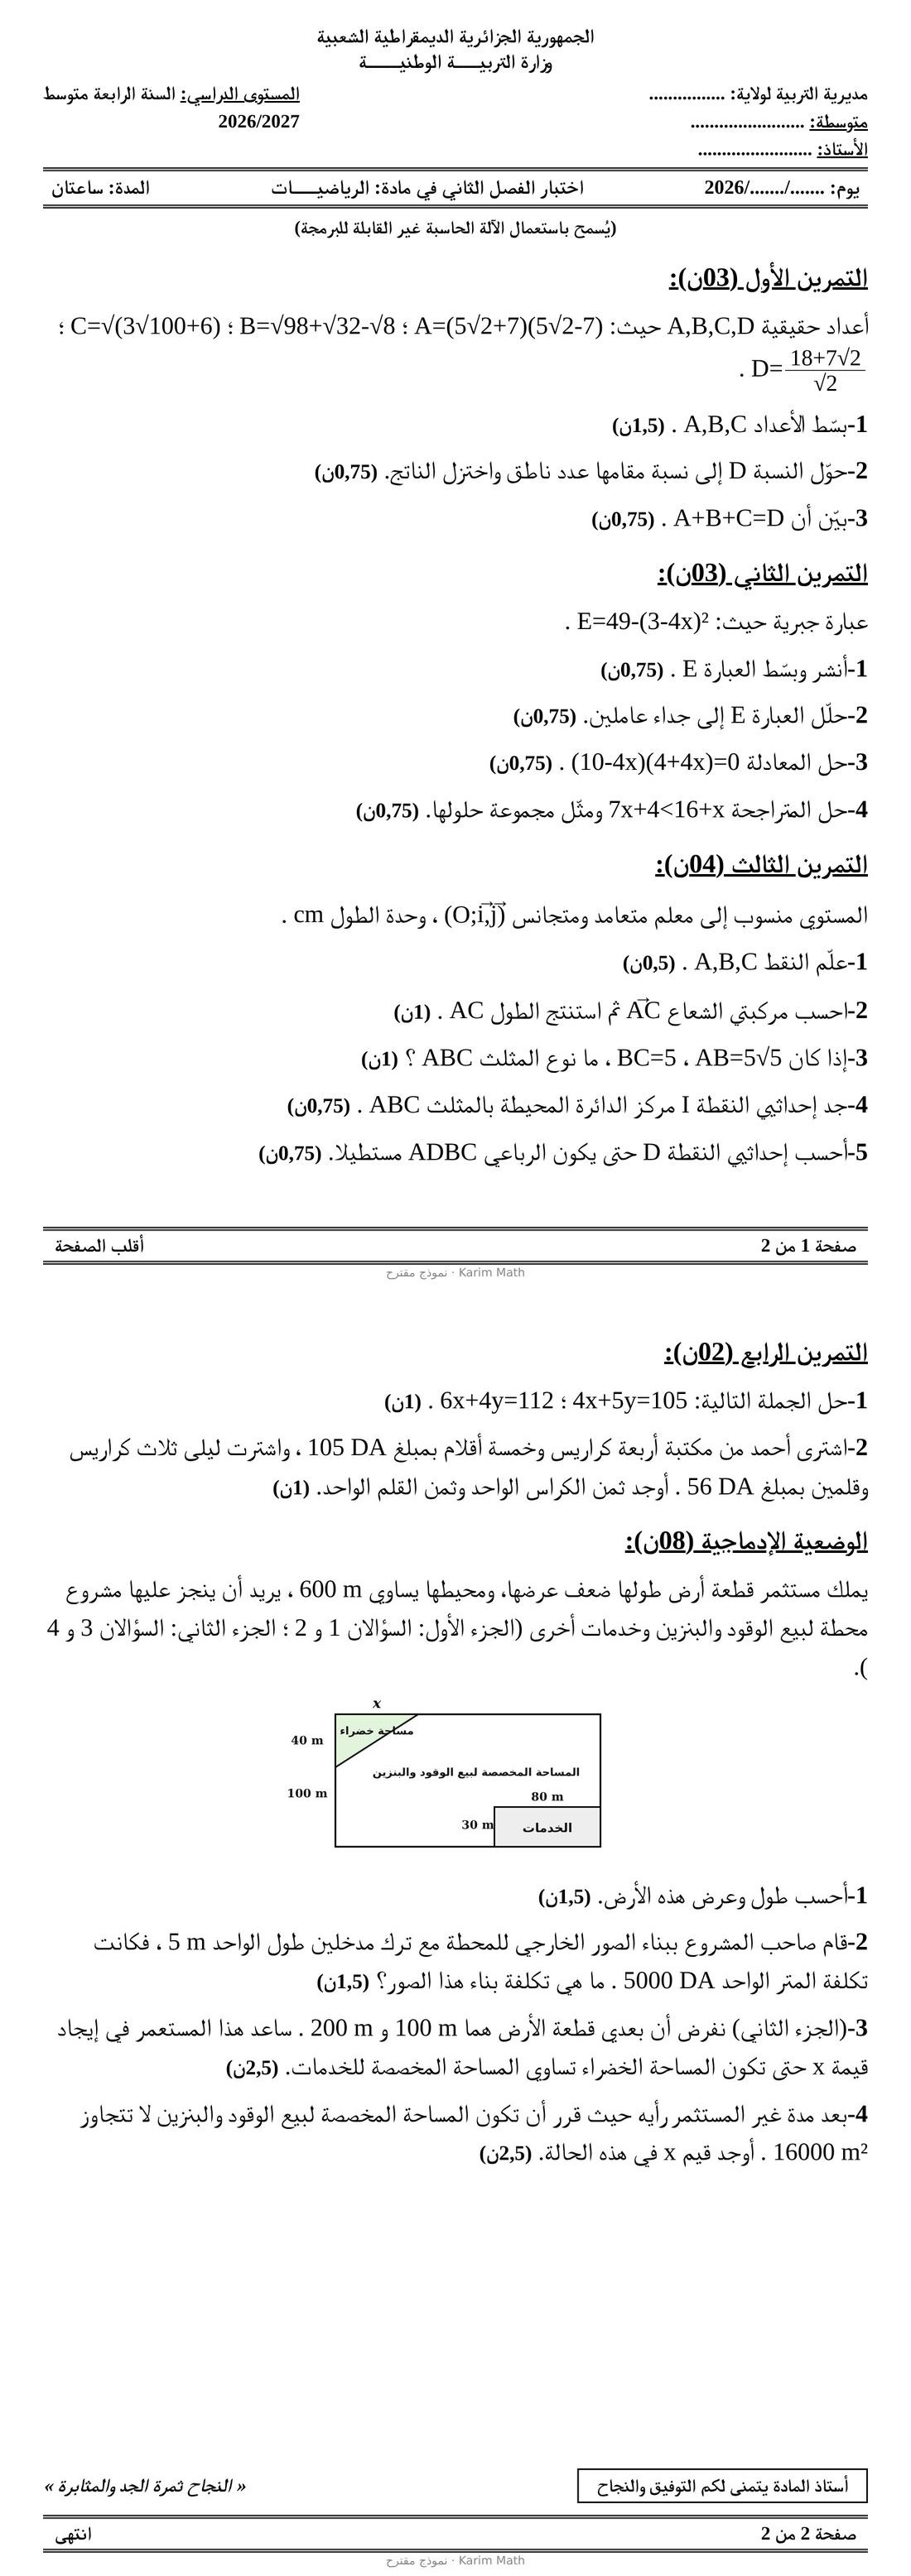 الجمهورية الجزائرية الديمقراطية الشعبية
وزارة التربيـــــة الوطنيـــــــة
مديرية التربية لولاية: ................
المستوى الدراسي: السنة الرابعة متوسط
متوسطة: ........................
2026/2027
الأستاذ: ........................
يوم: ......./......./2026
اختبار الفصل الثاني في مادة: الرياضيـــــات
المدة: ساعتان
(يُسمح باستعمال الآلة الحاسبة غير القابلة للبرمجة)
التمرين الأول (03ن):
أعداد حقيقية A,B,C,D حيث: A=(5√2+7)(5√2-7) ؛ B=√98+√32-√8 ؛ C=√(3√100+6) ؛
D=(18+7√2)/√2 .
1-بسّط الأعداد A,B,C . (1,5ن)
2-حوّل النسبة D إلى نسبة مقامها عدد ناطق واختزل الناتج. (0,75ن)
3-بيّن أن A+B+C=D . (0,75ن)
التمرين الثاني (03ن):
عبارة جبرية حيث: E=49-(3-4x)² .
1-أنشر وبسّط العبارة E . (0,75ن)
2-حلّل العبارة E إلى جداء عاملين. (0,75ن)
3-حل المعادلة (10-4x)(4+4x)=0 . (0,75ن)
4-حل المتراجحة 7x+4<16+x ومثّل مجموعة حلولها. (0,75ن)
التمرين الثالث (04ن):
المستوي منسوب إلى معلم متعامد ومتجانس (O;i⃗,j⃗) ، وحدة الطول cm .
1-علّم النقط A,B,C . (0,5ن)
2-احسب مركبتي الشعاع A⃗C ثم استنتج الطول AC . (1ن)
3-إذا كان AB=5√5 ، BC=5 ، ما نوع المثلث ABC ؟ (1ن)
4-جد إحداثيي النقطة I مركز الدائرة المحيطة بالمثلث ABC . (0,75ن)
5-أحسب إحداثيي النقطة D حتى يكون الرباعي ADBC مستطيلا. (0,75ن)
صفحة 1 من 2
أقلب الصفحة
Karim Math · نموذج مقترح
التمرين الرابع (02ن):
1-حل الجملة التالية: 4x+5y=105 ؛ 6x+4y=112 . (1ن)
2-اشترى أحمد من مكتبة أربعة كراريس وخمسة أقلام بمبلغ 105 DA ، واشترت ليلى ثلاث كراريس
وقلمين بمبلغ 56 DA . أوجد ثمن الكراس الواحد وثمن القلم الواحد. (1ن)
الوضعية الإدماجية (08ن):
يملك مستثمر قطعة أرض طولها ضعف عرضها، ومحيطها يساوي 600 m ، يريد أن ينجز عليها مشروع
محطة لبيع الوقود والبنزين وخدمات أخرى (الجزء الأول: السؤالان 1 و 2 ؛ الجزء الثاني: السؤالان 3 و 4
).
x
مساحة خضراء
40 m
المساحة المخصصة لبيع الوقود والبنزين
100 m
80 m
30 m
الخدمات
1-أحسب طول وعرض هذه الأرض. (1,5ن)
2-قام صاحب المشروع ببناء الصور الخارجي للمحطة مع ترك مدخلين طول الواحد 5 m ، فكانت
تكلفة المتر الواحد 5000 DA . ما هي تكلفة بناء هذا الصور؟ (1,5ن)
3-(الجزء الثاني) نفرض أن بعدي قطعة الأرض هما 100 m و 200 m . ساعد هذا المستعمر في إيجاد
قيمة x حتى تكون المساحة الخضراء تساوي المساحة المخصصة للخدمات. (2,5ن)
4-بعد مدة غير المستثمر رأيه حيث قرر أن تكون المساحة المخصصة لبيع الوقود والبنزين لا تتجاوز
16000 m² . أوجد قيم x في هذه الحالة. (2,5ن)
أستاذ المادة يتمنى لكم التوفيق والنجاح
« النجاح ثمرة الجد والمثابرة »
صفحة 2 من 2
انتهى
Karim Math · نموذج مقترح